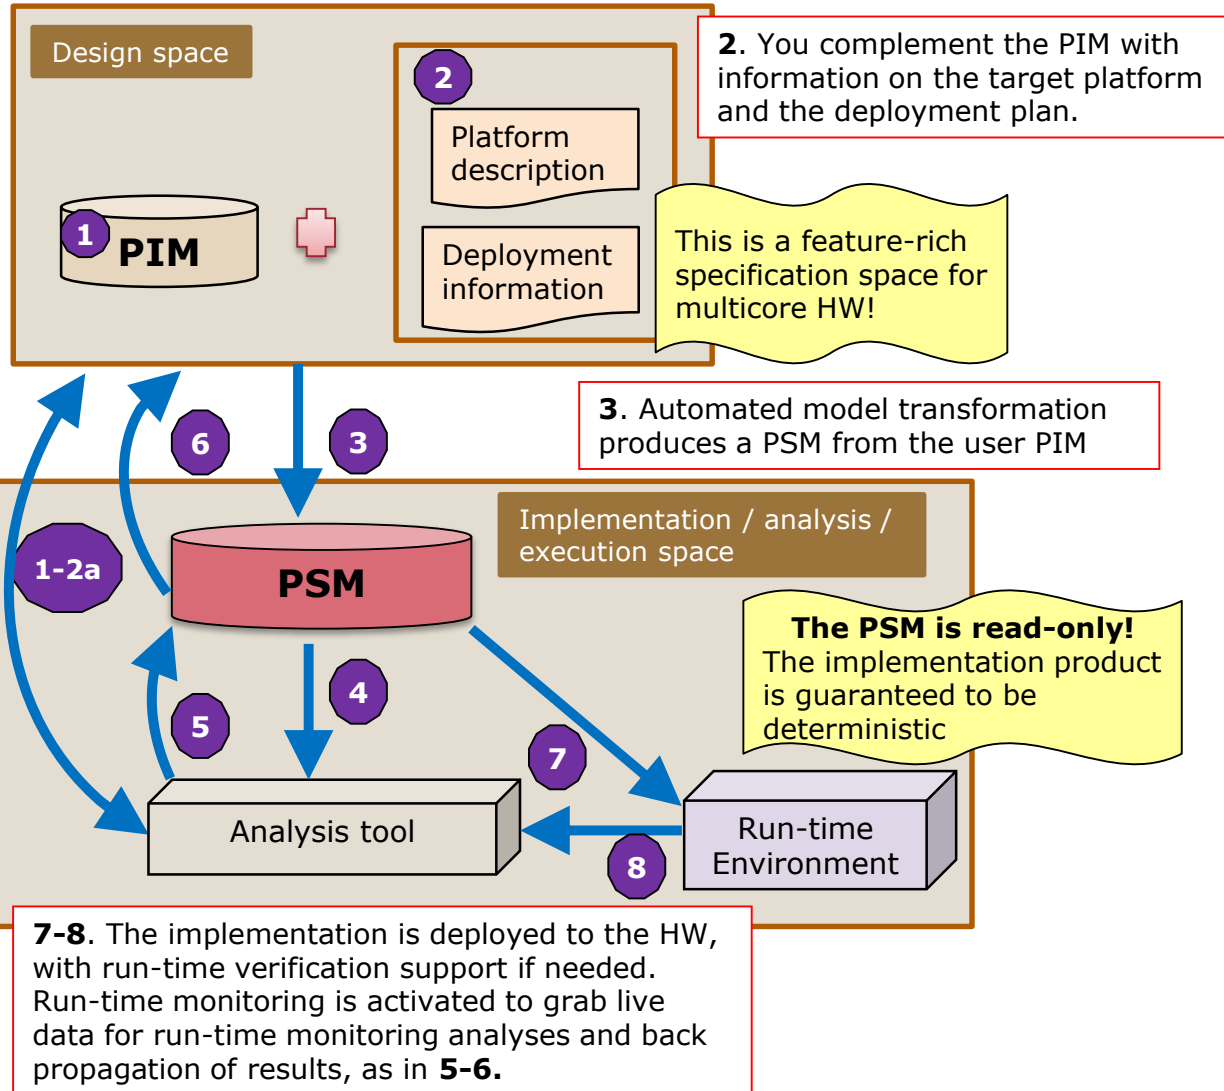 Design space
2. You complement the PIM with
information on the target platform
and the deployment plan.
2
Platform
description
1
PIM
Deployment
information
This is a feature-rich
specification space for
multicore HW!
3. Automated model transformation
produces a PSM from the user PIM
6
3
Implementation / analysis /
execution space
1-2a
PSM
The PSM is read-only!
The implementation product
is guaranteed to be
deterministic
4
5
7
Analysis tool
8
Run-time
Environment
7-8. The implementation is deployed to the HW,
with run-time verification support if needed.
Run-time monitoring is activated to grab live
data for run-time monitoring analyses and back
propagation of results, as in 5-6.